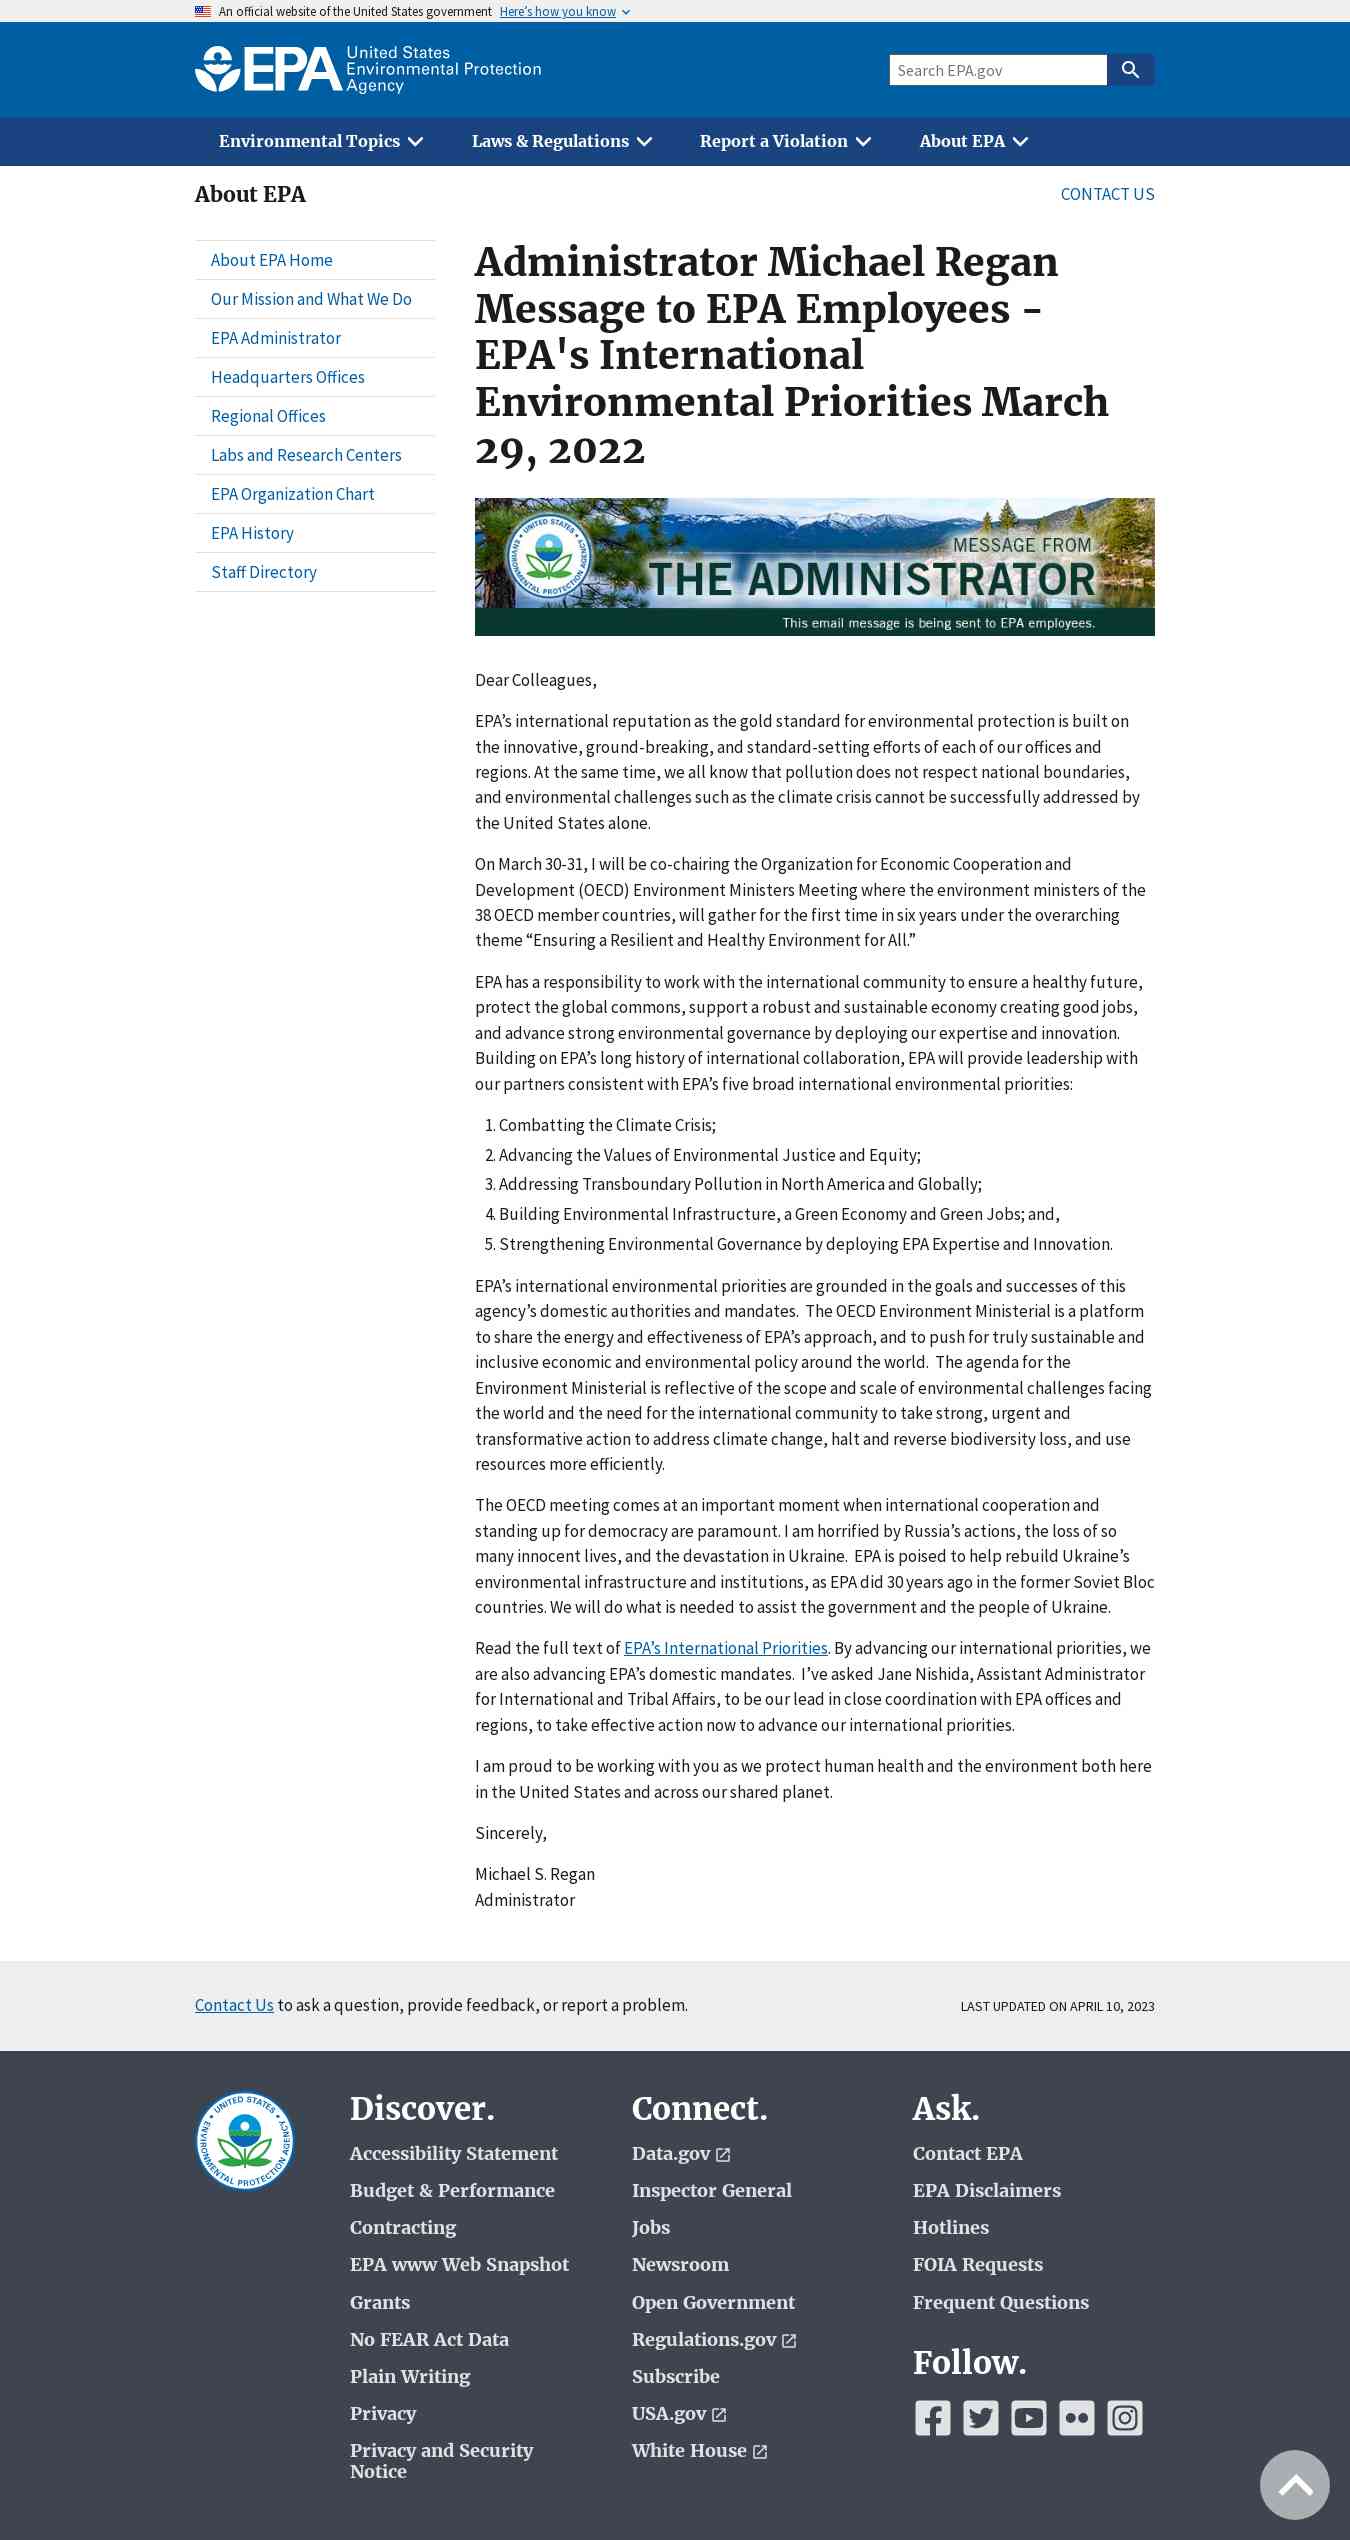 An official website of the United States government Here’s how you know
EPA United States
Environmental Protection
Agency
Search EPA.gov
Environmental Topics
Laws & Regulations
Report a Violation
About EPA
About EPA
CONTACT US
About EPA Home
Our Mission and What We Do
EPA Administrator
Headquarters Offices
Regional Offices
Labs and Research Centers
EPA Organization Chart
EPA History
Staff Directory
Administrator Michael Regan
Message to EPA Employees -
EPA's International
Environmental Priorities March
29, 2022
UNITED STATES
ENVIRONMENTAL PROTECTION AGENCY
MESSAGE FROM
THE ADMINISTRATOR
This email message is being sent to EPA employees.
Dear Colleagues,
EPA’s international reputation as the gold standard for environmental protection is built on
the innovative, ground-breaking, and standard-setting efforts of each of our offices and
regions. At the same time, we all know that pollution does not respect national boundaries,
and environmental challenges such as the climate crisis cannot be successfully addressed by
the United States alone.
On March 30-31, I will be co-chairing the Organization for Economic Cooperation and
Development (OECD) Environment Ministers Meeting where the environment ministers of the
38 OECD member countries, will gather for the first time in six years under the overarching
theme “Ensuring a Resilient and Healthy Environment for All.”
EPA has a responsibility to work with the international community to ensure a healthy future,
protect the global commons, support a robust and sustainable economy creating good jobs,
and advance strong environmental governance by deploying our expertise and innovation.
Building on EPA’s long history of international collaboration, EPA will provide leadership with
our partners consistent with EPA’s five broad international environmental priorities:
1. Combatting the Climate Crisis;
2. Advancing the Values of Environmental Justice and Equity;
3. Addressing Transboundary Pollution in North America and Globally;
4. Building Environmental Infrastructure, a Green Economy and Green Jobs; and,
5. Strengthening Environmental Governance by deploying EPA Expertise and Innovation.
EPA’s international environmental priorities are grounded in the goals and successes of this
agency’s domestic authorities and mandates.  The OECD Environment Ministerial is a platform
to share the energy and effectiveness of EPA’s approach, and to push for truly sustainable and
inclusive economic and environmental policy around the world.  The agenda for the
Environment Ministerial is reflective of the scope and scale of environmental challenges facing
the world and the need for the international community to take strong, urgent and
transformative action to address climate change, halt and reverse biodiversity loss, and use
resources more efficiently.
The OECD meeting comes at an important moment when international cooperation and
standing up for democracy are paramount. I am horrified by Russia’s actions, the loss of so
many innocent lives, and the devastation in Ukraine.  EPA is poised to help rebuild Ukraine’s
environmental infrastructure and institutions, as EPA did 30 years ago in the former Soviet Bloc
countries. We will do what is needed to assist the government and the people of Ukraine.
Read the full text of EPA’s International Priorities. By advancing our international priorities, we
are also advancing EPA’s domestic mandates.  I’ve asked Jane Nishida, Assistant Administrator
for International and Tribal Affairs, to be our lead in close coordination with EPA offices and
regions, to take effective action now to advance our international priorities.
I am proud to be working with you as we protect human health and the environment both here
in the United States and across our shared planet.
Sincerely,
Michael S. Regan
Administrator
Contact Us to ask a question, provide feedback, or report a problem.
LAST UPDATED ON APRIL 10, 2023
UNITED STATES
ENVIRONMENTAL PROTECTION AGENCY
Discover.
Accessibility Statement
Budget & Performance
Contracting
EPA www Web Snapshot
Grants
No FEAR Act Data
Plain Writing
Privacy
Privacy and Security
Notice
Connect.
Data.gov
Inspector General
Jobs
Newsroom
Open Government
Regulations.gov
Subscribe
USA.gov
White House
Ask.
Contact EPA
EPA Disclaimers
Hotlines
FOIA Requests
Frequent Questions
Follow.